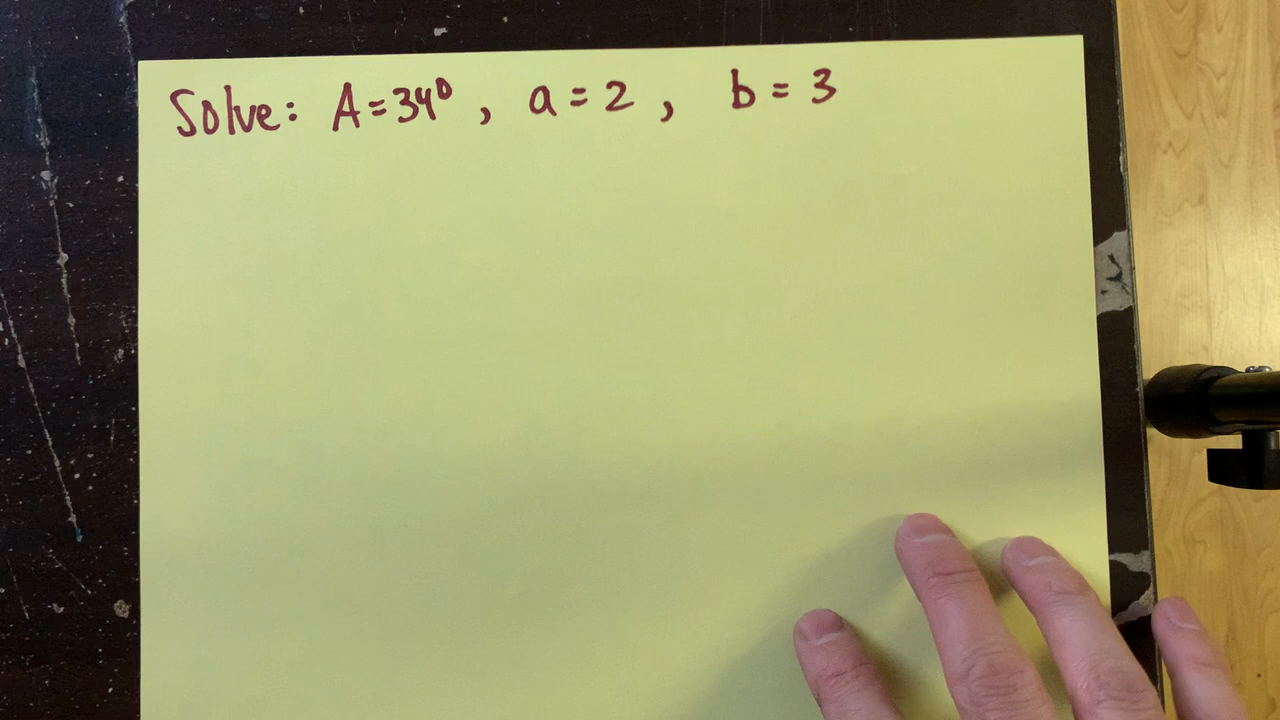 Solve: A=34° , a = 2 , b = 3